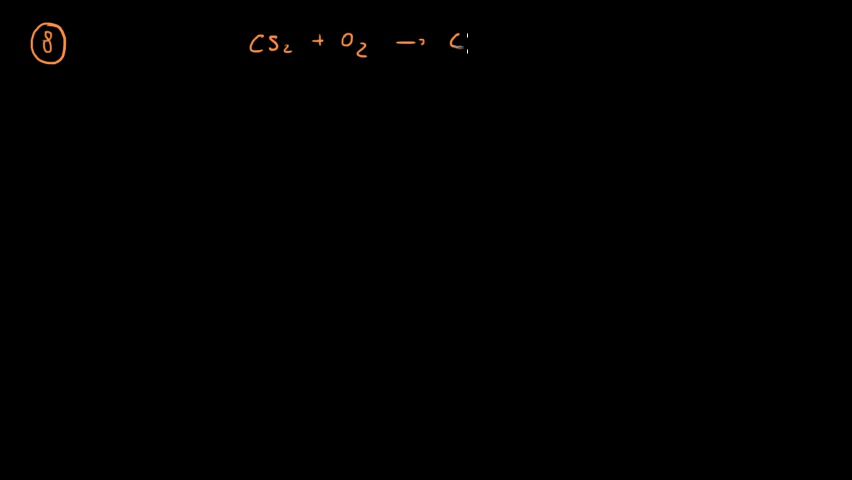 8 CS₂ + O₂ → C